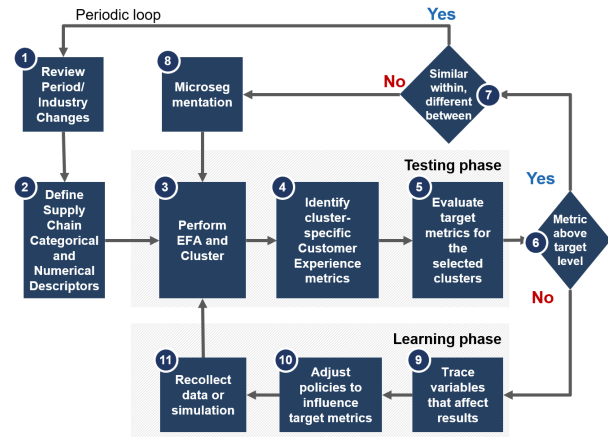 Periodic loop
Yes
1
Review
Period/
Industry
Changes
8
Microseg
mentation
No
Similar
within,
different
between
7
Testing phase
2
Define
Supply
Chain
Categorical
and
Numerical
Descriptors
3
Perform
EFA and
Cluster
4
Identify
cluster-
specific
Customer
Experience
metrics
5
Evaluate
target
metrics for
the
selected
clusters
Yes
6
Metric
above
target
level
No
Learning phase
11
Recollect
data or
simulation
10
Adjust
policies to
influence
target metrics
9
Trace
variables
that affect
results